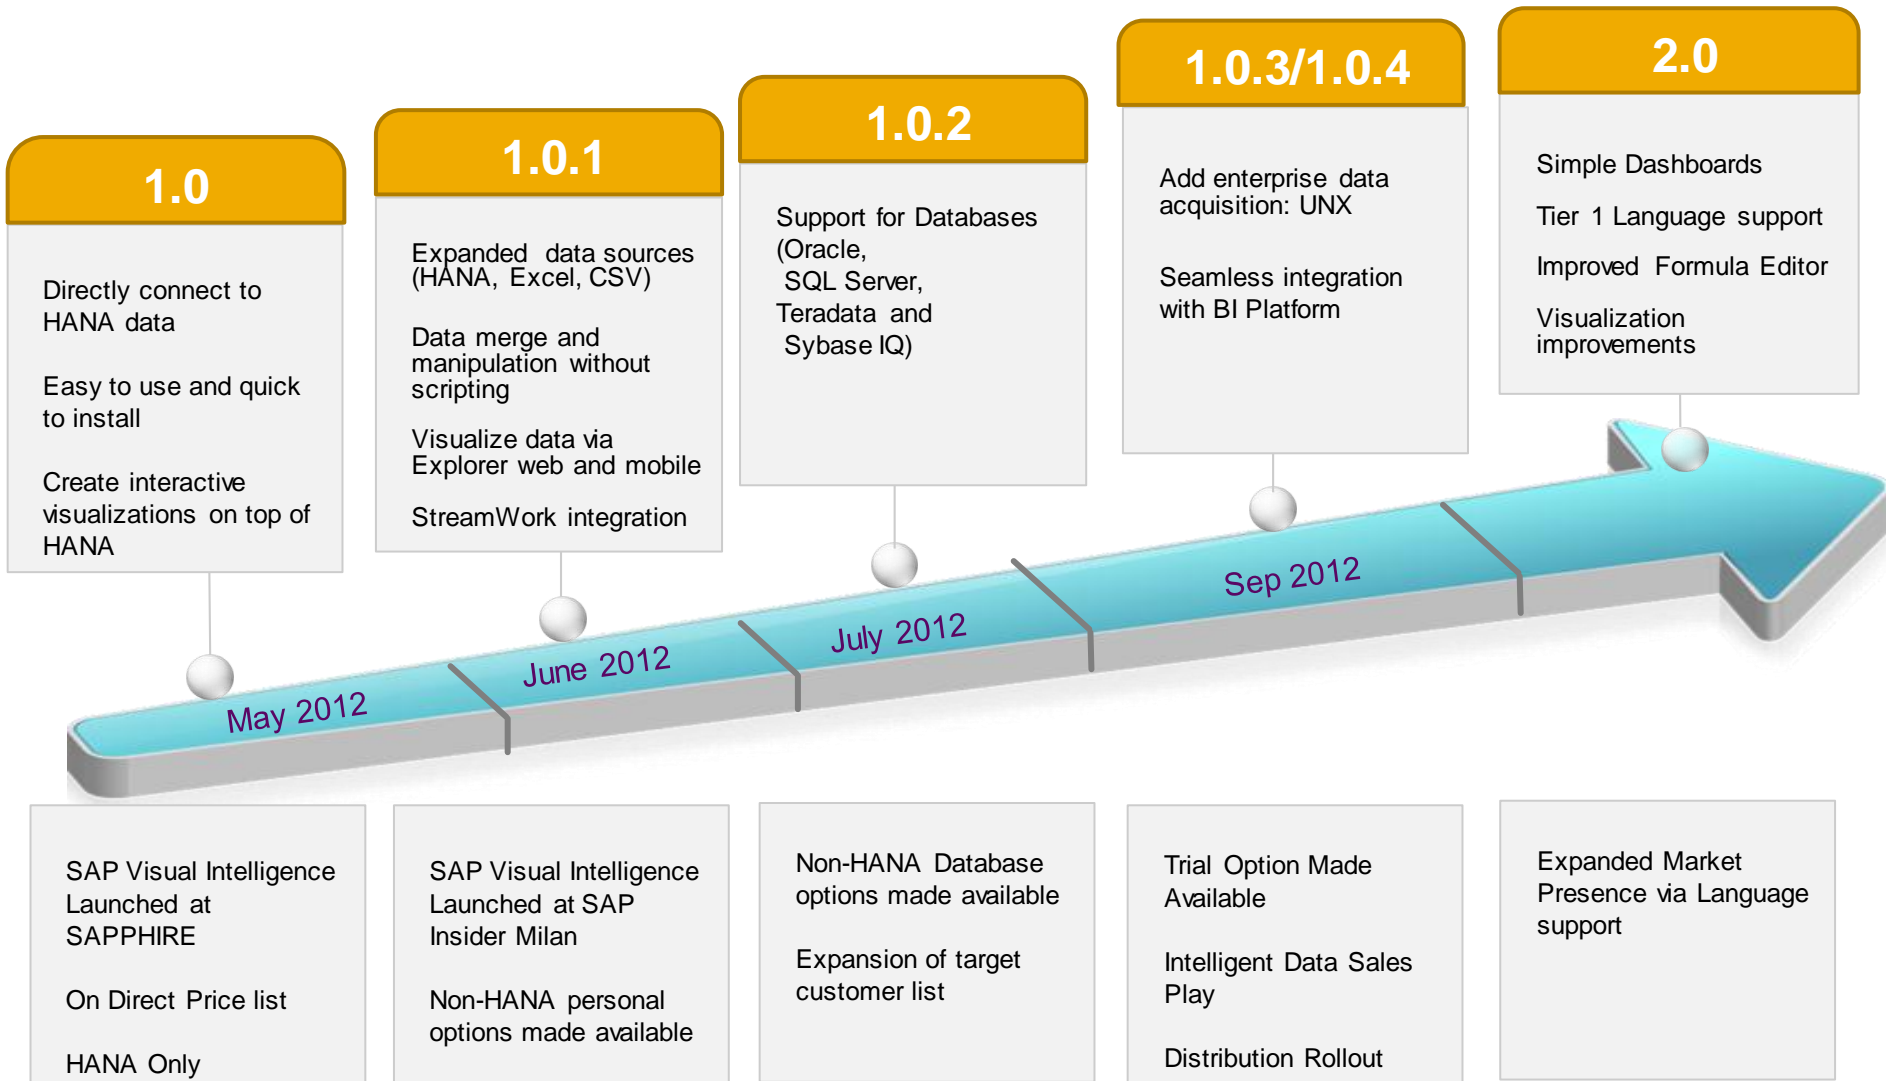 1.0
Directly connect to
HANA data
Easy to use and quick
to install
Create interactive
visualizations on top of
HANA
1.0.1
Expanded data sources
(HANA, Excel, CSV)
Data merge and
manipulation without
scripting
Visualize data via
Explorer web and mobile
StreamWork integration
1.0.2
Support for Databases
(Oracle,
SQL Server,
Teradata and
Sybase IQ)
1.0.3/1.0.4
Add enterprise data
acquisition: UNX
Seamless integration
with BI Platform
2.0
Simple Dashboards
Tier 1 Language support
Improved Formula Editor
Visualization
improvements
May 2012
June 2012
July 2012
Sep 2012
SAP Visual Intelligence
Launched at
SAPPHIRE
On Direct Price list
HANA Only
SAP Visual Intelligence
Launched at SAP
Insider Milan
Non-HANA personal
options made available
Non-HANA Database
options made available
Expansion of target
customer list
Trial Option Made
Available
Intelligent Data Sales
Play
Distribution Rollout
Expanded Market
Presence via Language
support